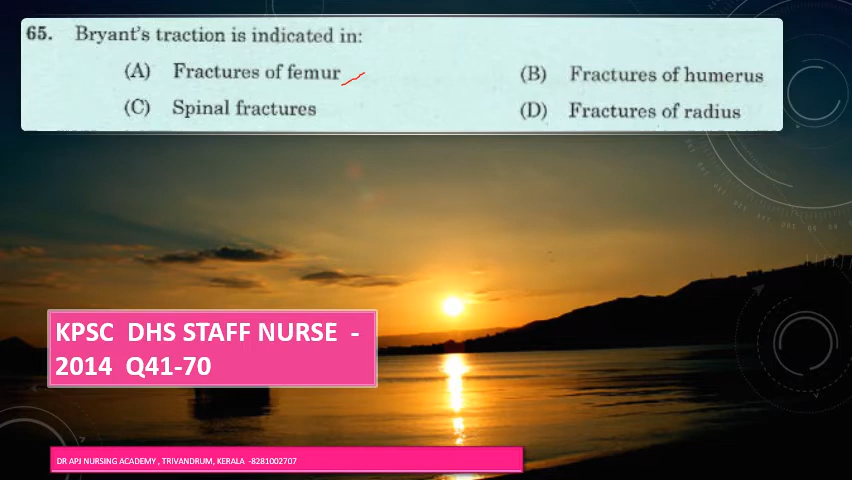 65. Bryant's traction is indicated in:
(A) Fractures of femur (B) Fractures of humerus
(C) Spinal fractures (D) Fractures of radius
KPSC DHS STAFF NURSE -
2014 Q41-70
DR APJ NURSING ACADEMY , TRIVANDRUM, KERALA -8281002707